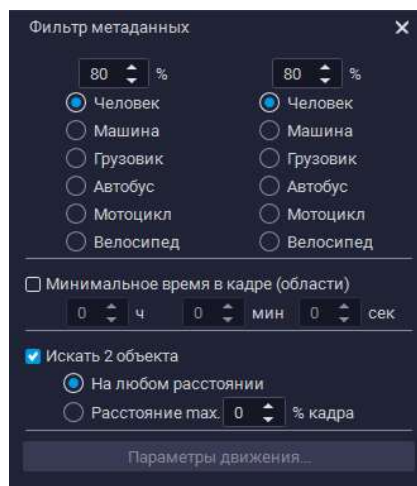 Фильтр метаданных
80 % 80 %
Человек Человек
Машина Машина
Грузовик Грузовик
Автобус Автобус
Мотоцикл Мотоцикл
Велосипед Велосипед
Минимальное время в кадре (области)
0 ч 0 мин 0 сек
Искать 2 объекта
На любом расстоянии
Расстояние max. 0 % кадра
Параметры движения...